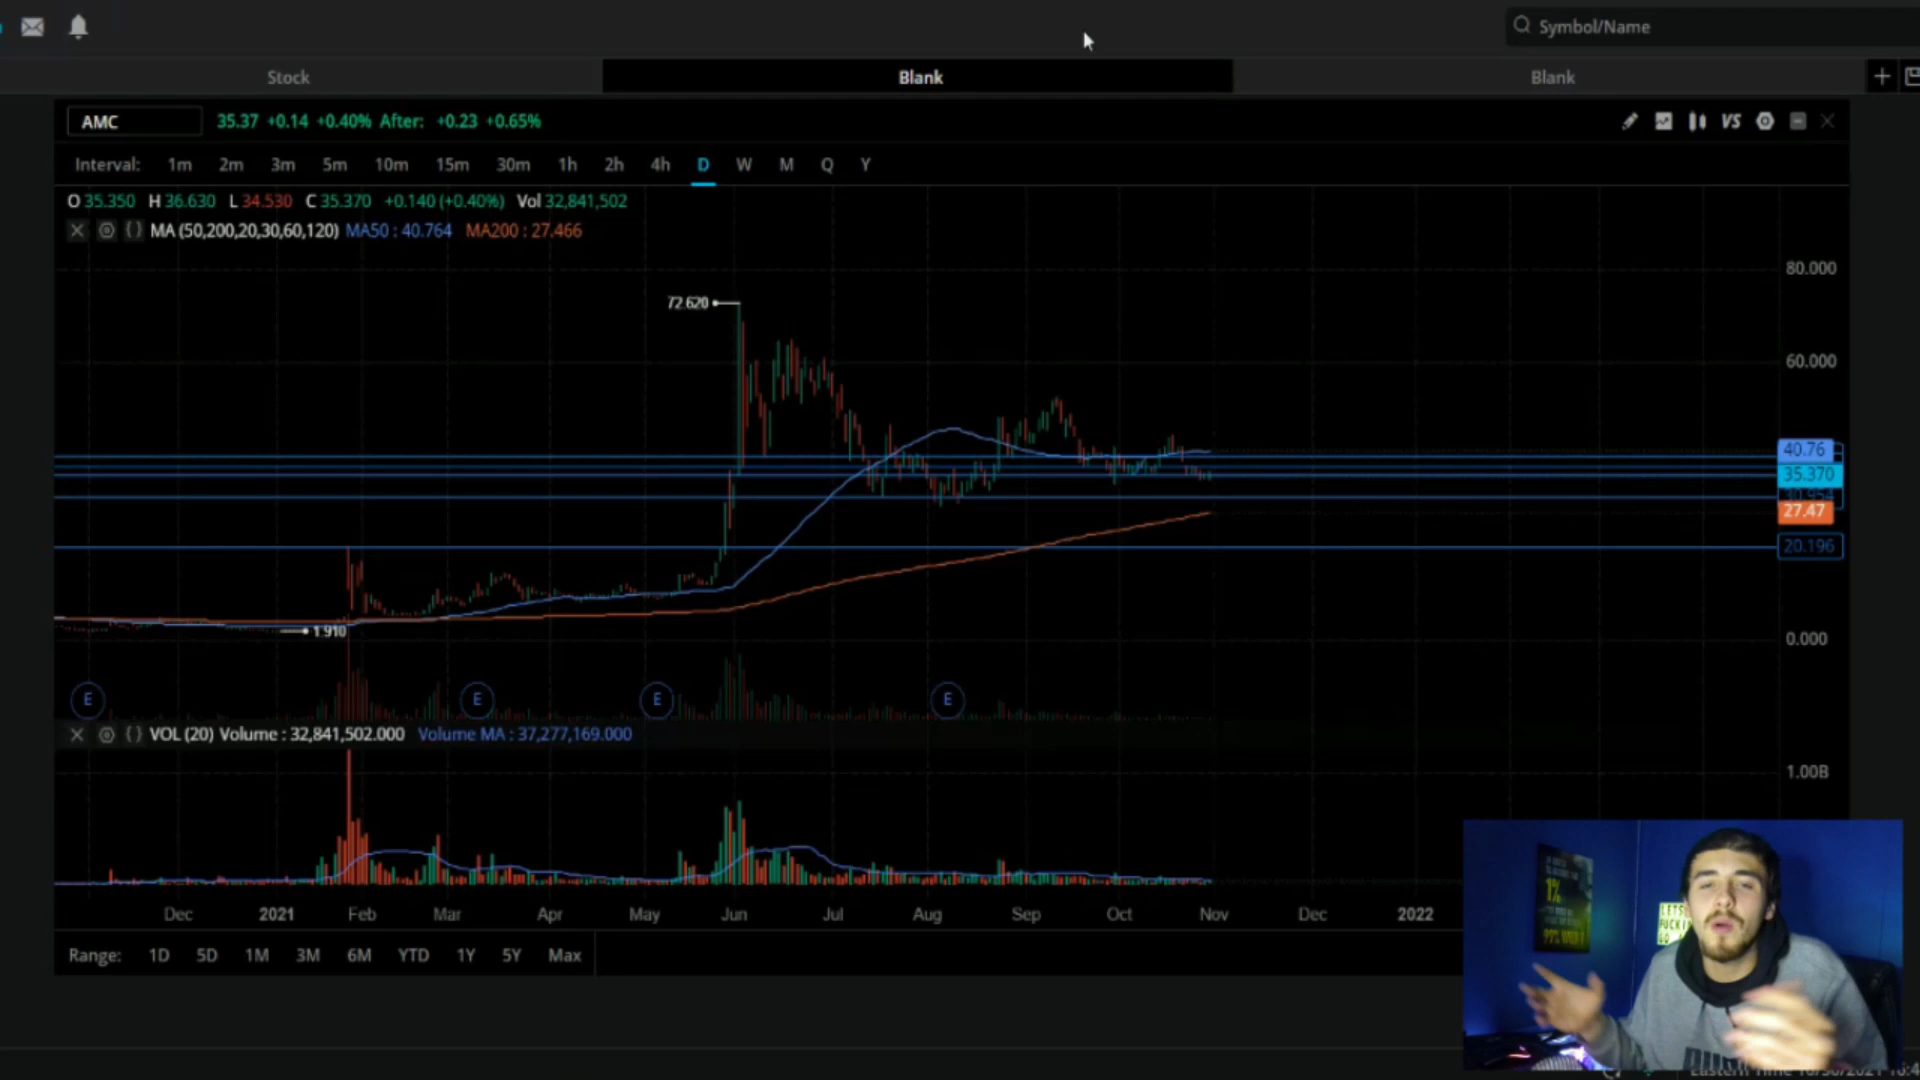 Symbol/Name
Stock Blank Blank
AMC 35.37 +0.14 +0.40% After: +0.23 +0.65% VS
Interval: 1m 2m 3m 5m 10m 15m 30m 1h 2h 4h D W M Q Y
O 35.350 H 36.630 L 34.530 C 35.370 +0.140 (+0.40%) Vol 32,841,502
MA (50,200,20,30,60,120) MA50 : 40.764 MA200 : 27.466
80.000
72.620
60.000
40.76
35.370
30.954
27.47
20.196
1.910
0.000
E E E E
VOL (20) Volume : 32,841,502.000 Volume MA : 37,277,169.000
1.00B
Dec 2021 Feb Mar Apr May Jun Jul Aug Sep Oct Nov Dec 2022
Range: 1D 5D 1M 3M 6M YTD 1Y 5Y Max
1%
LETS